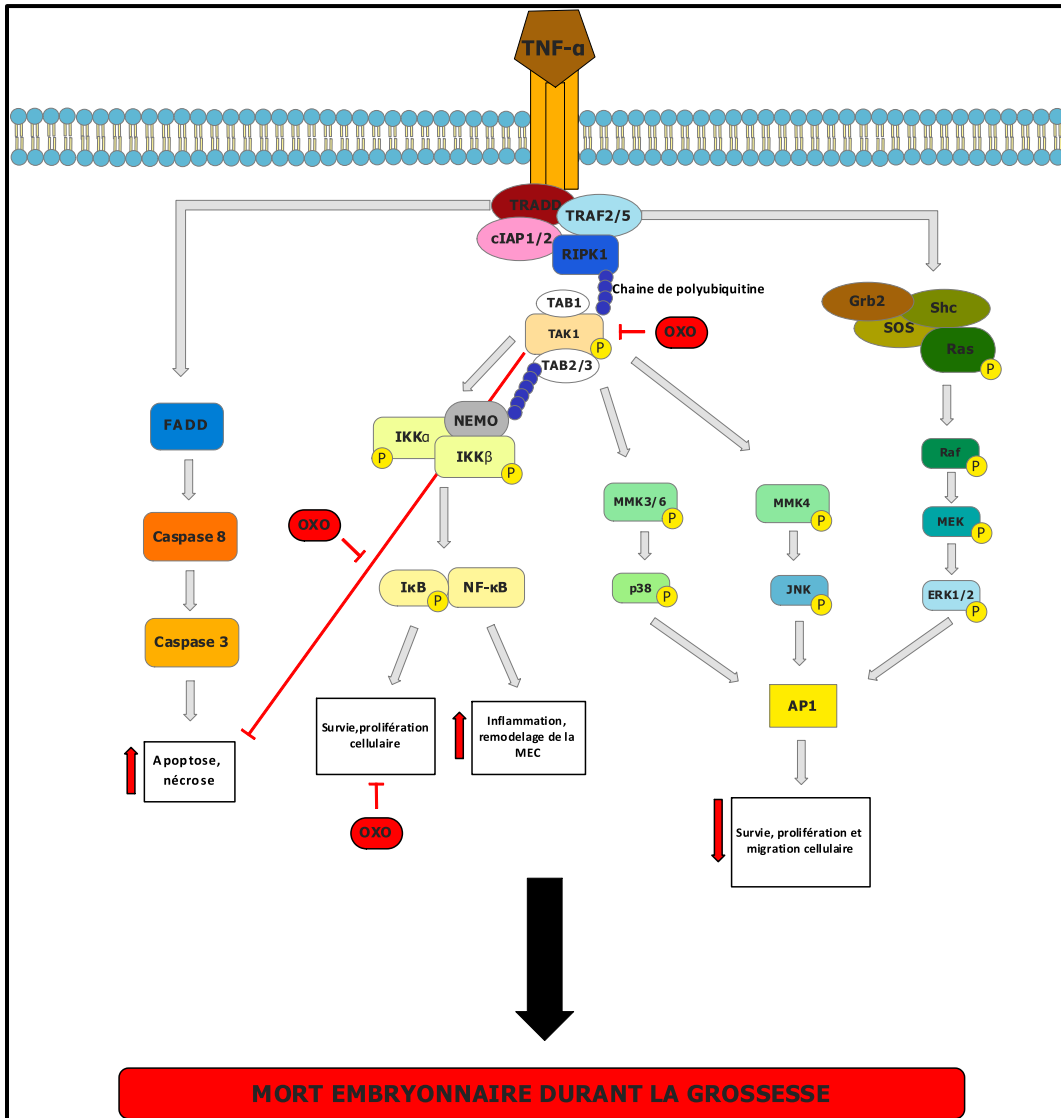 TNF-α
TRADD
TRAF2/5
cIAP1/2
RIPK1
Chaine de polyubiquitine
TAB1
TAK1
P
TAB2/3
OXO
Grb2
Shc
SOS
Ras
P
FADD
NEMO
IKKα
P
IKKβ
P
Raf
P
MMK3/6
P
MMK4
P
MEK
P
OXO
Caspase 8
IκB
P
NF-κB
p38
P
JNK
P
ERK1/2
P
Caspase 3
AP1
Apoptose,
nécrose
Survie,prolifération
cellulaire
Inflammation,
remodelage de la
MEC
OXO
Survie, prolifération et
migration cellulaire
MORT EMBRYONNAIRE DURANT LA GROSSESSE